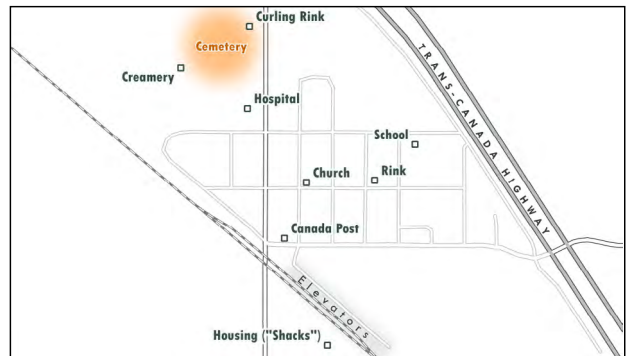 Curling Rink
Cemetery
Creamery
Hospital
TRANS-CANADA HIGHWAY
School
Church
Rink
Canada Post
Elevators
Housing ("Shacks")